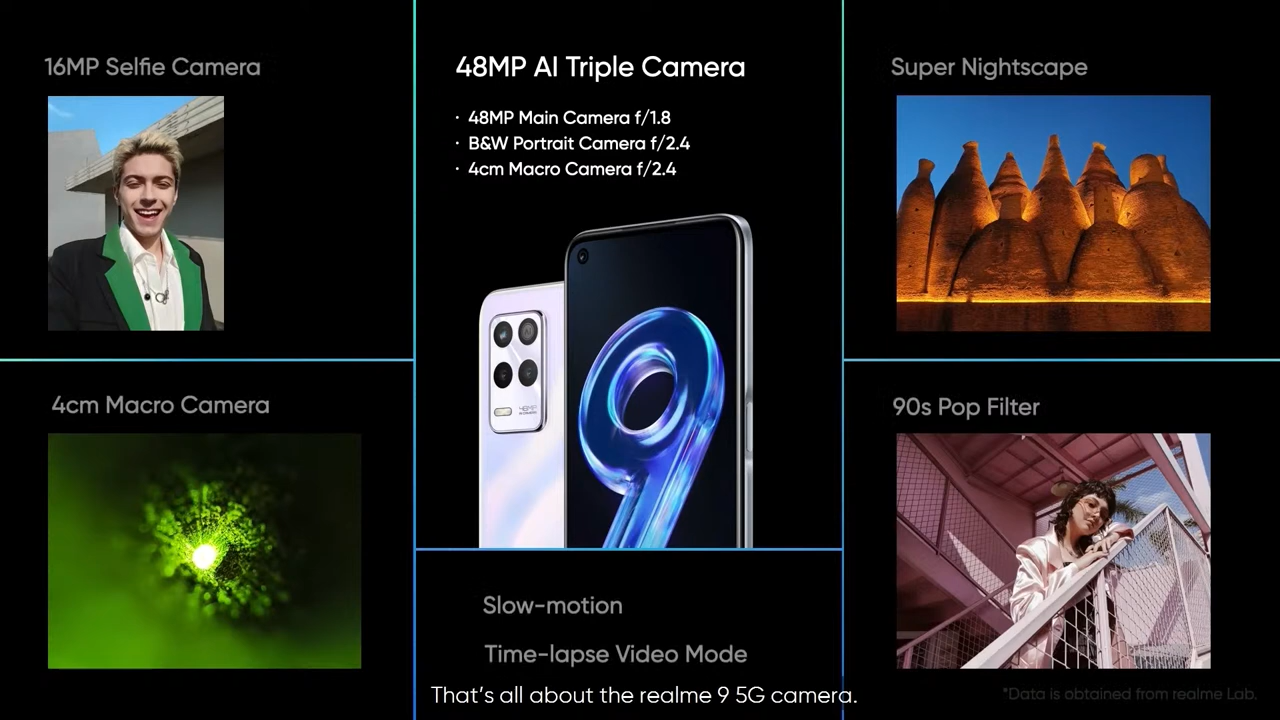 16MP Selfie Camera
4cm Macro Camera
48MP AI Triple Camera
· 48MP Main Camera f/1.8
· B&W Portrait Camera f/2.4
· 4cm Macro Camera f/2.4
48MP
Slow-motion
Time-lapse Video Mode
Super Nightscape
90s Pop Filter
*Data is obtained from realme Lab.
That's all about the realme 9 5G camera.